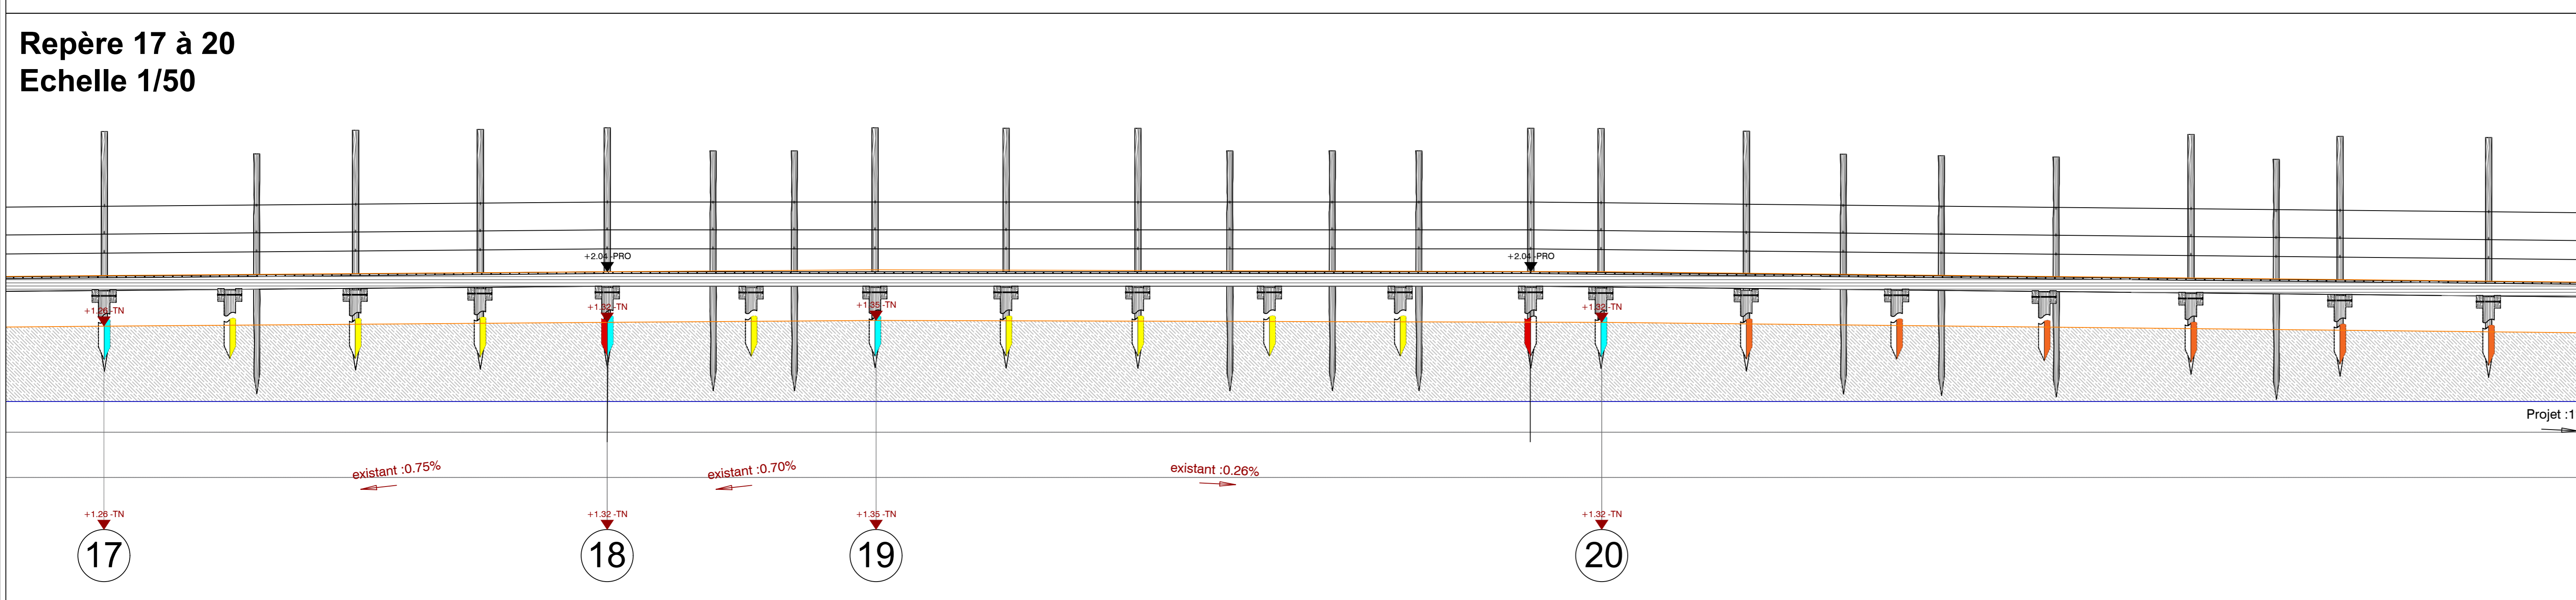 Repère 17 à 20
Echelle 1/50
+2.04 -PRO
+2.04 -PRO
+1.26 -TN
+1.32 -TN
+1.35 -TN
+1.32 -TN
Projet :1
existant :0.75%
existant :0.70%
existant :0.26%
+1.26 -TN
+1.32 -TN
+1.35 -TN
+1.32 -TN
17
18
19
20